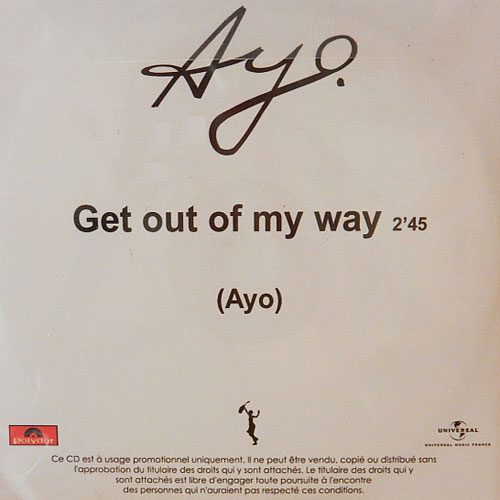 Ayo.
Get out of my way 2'45
(Ayo)
polydor
UNIVERSAL
UNIVERSAL MUSIC FRANCE
Ce CD est à usage promotionnel uniquement. Il ne peut être vendu, copié ou distribué sans
l'approbation du titulaire des droits qui y sont attachés. Le titulaire des droits qui y
sont attachés est libre d'engager toute poursuite à l'encontre
des personnes qui n'auraient pas respecté ces conditions.